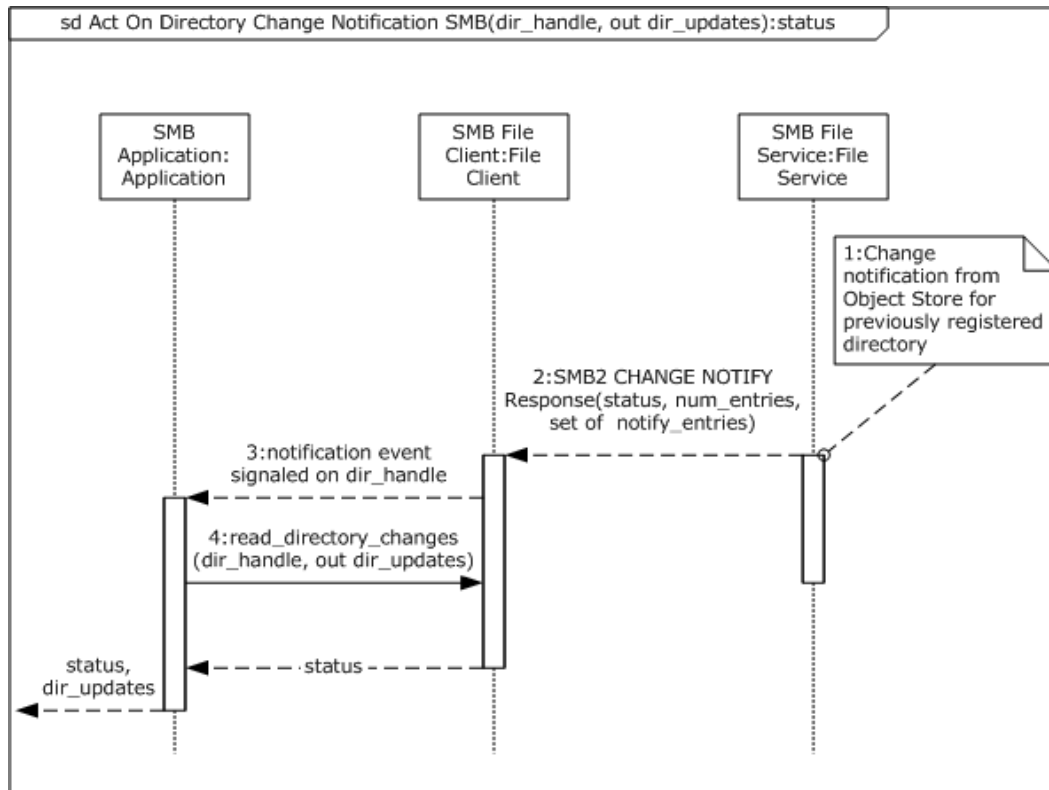 sd Act On Directory Change Notification SMB(dir_handle, out dir_updates):status
SMB
Application:
Application
SMB File
Client:File
Client
SMB File
Service:File
Service
1:Change
notification from
Object Store for
previously registered
directory
2:SMB2 CHANGE NOTIFY
Response(status, num_entries,
set of notify_entries)
3:notification event
signaled on dir_handle
4:read_directory_changes
(dir_handle, out dir_updates)
status
status,
dir_updates